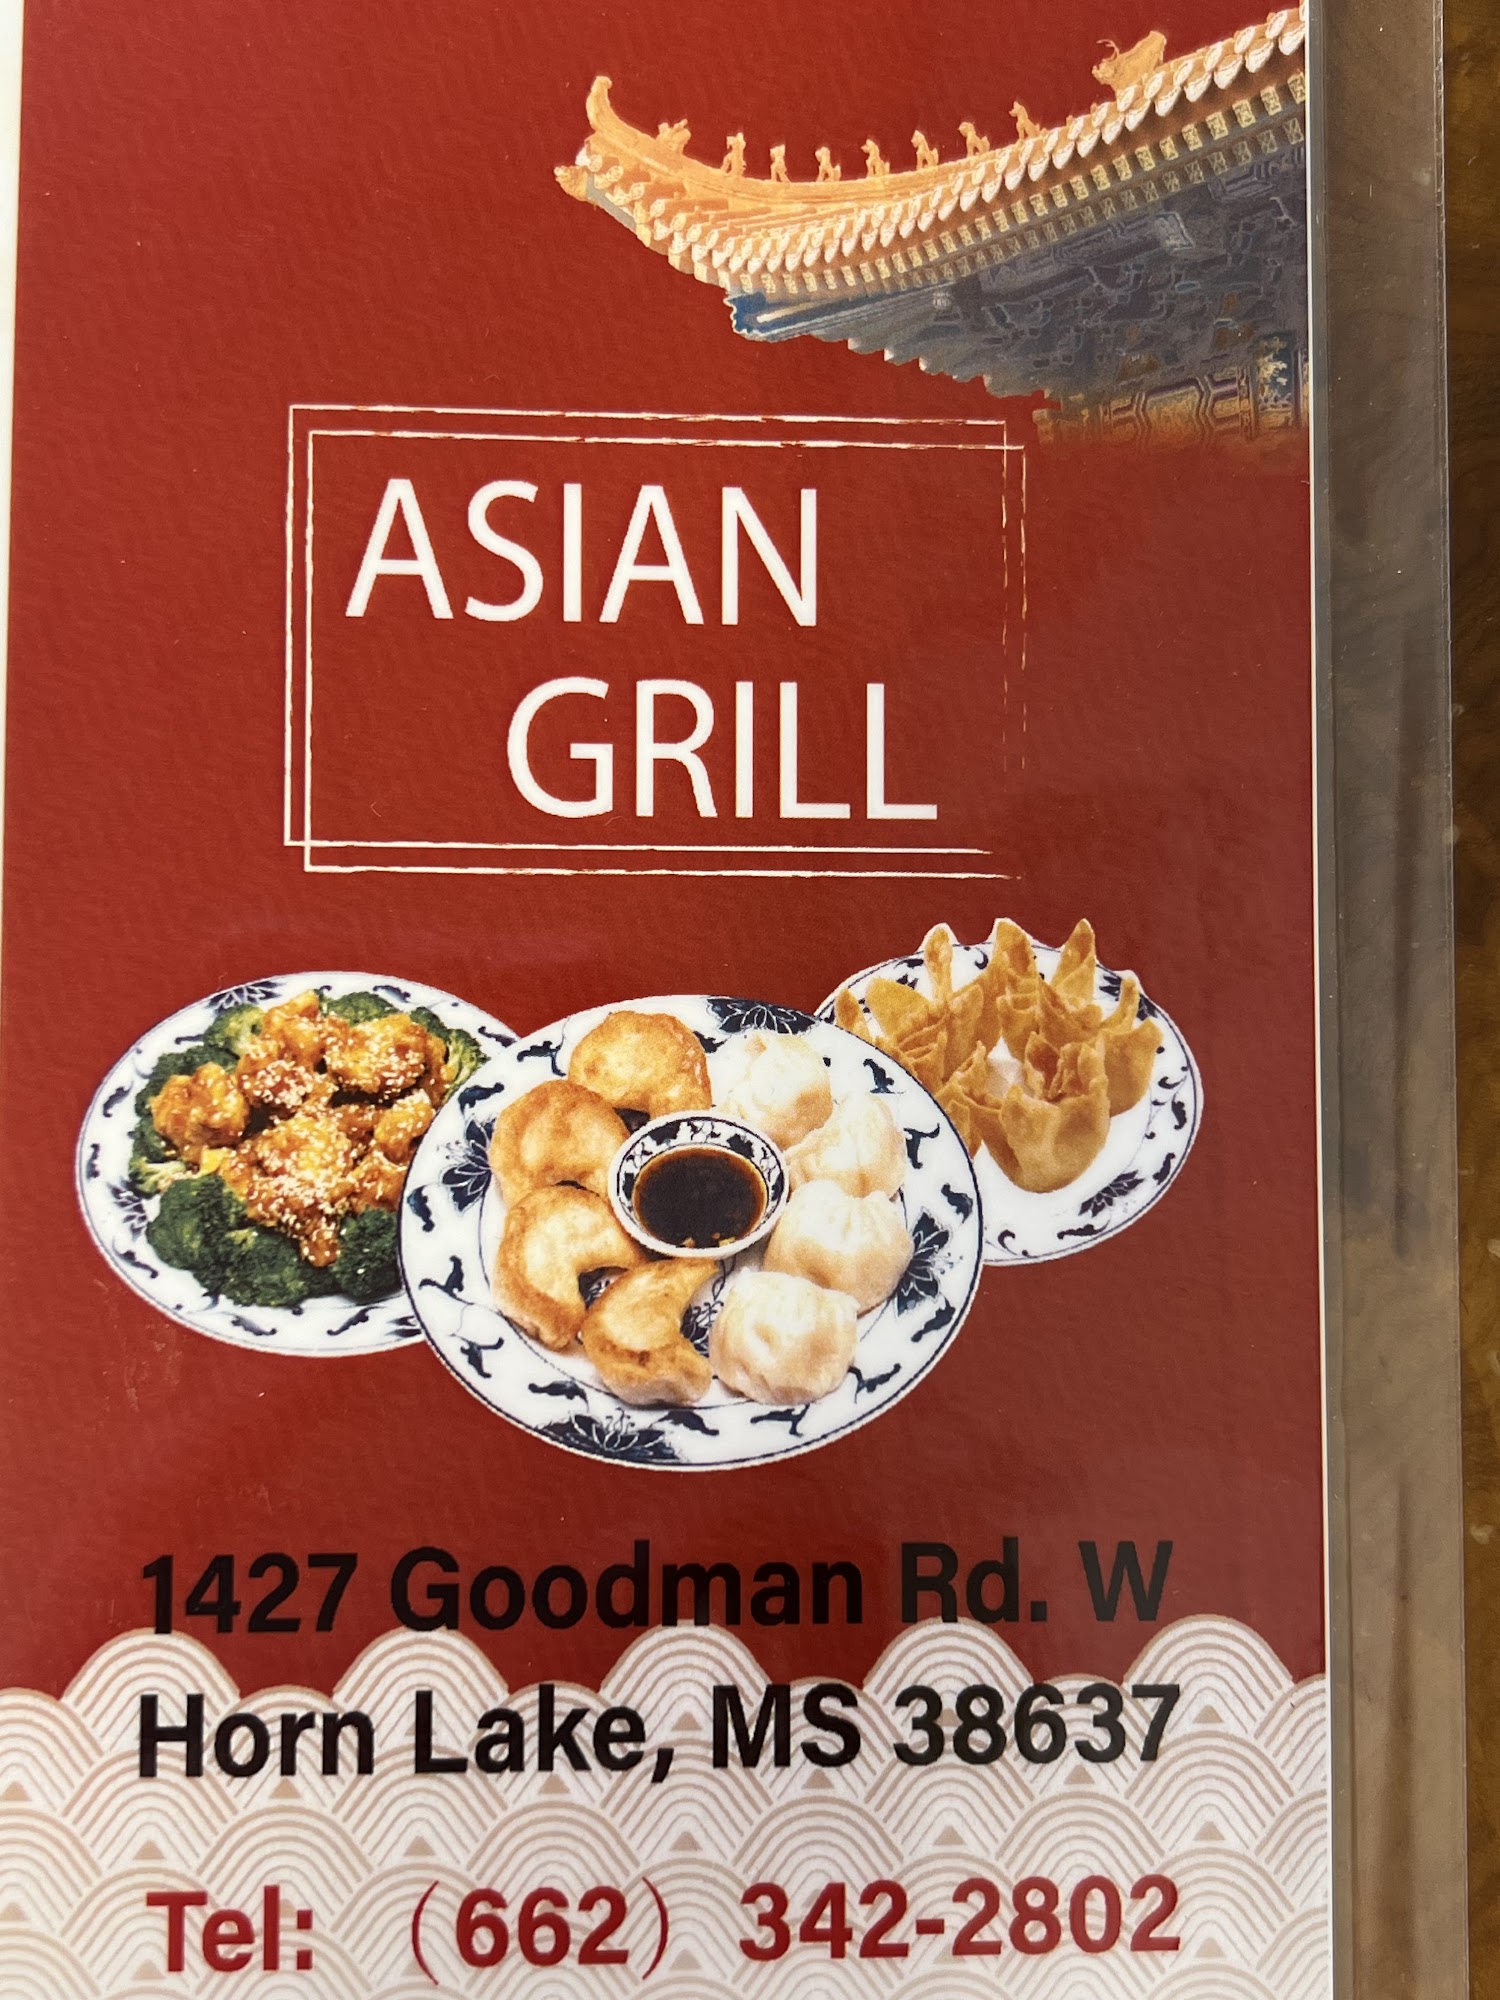 ASIAN
GRILL
1427 Goodman Rd. W
Horn Lake, MS 38637
Tel: (662) 342-2802